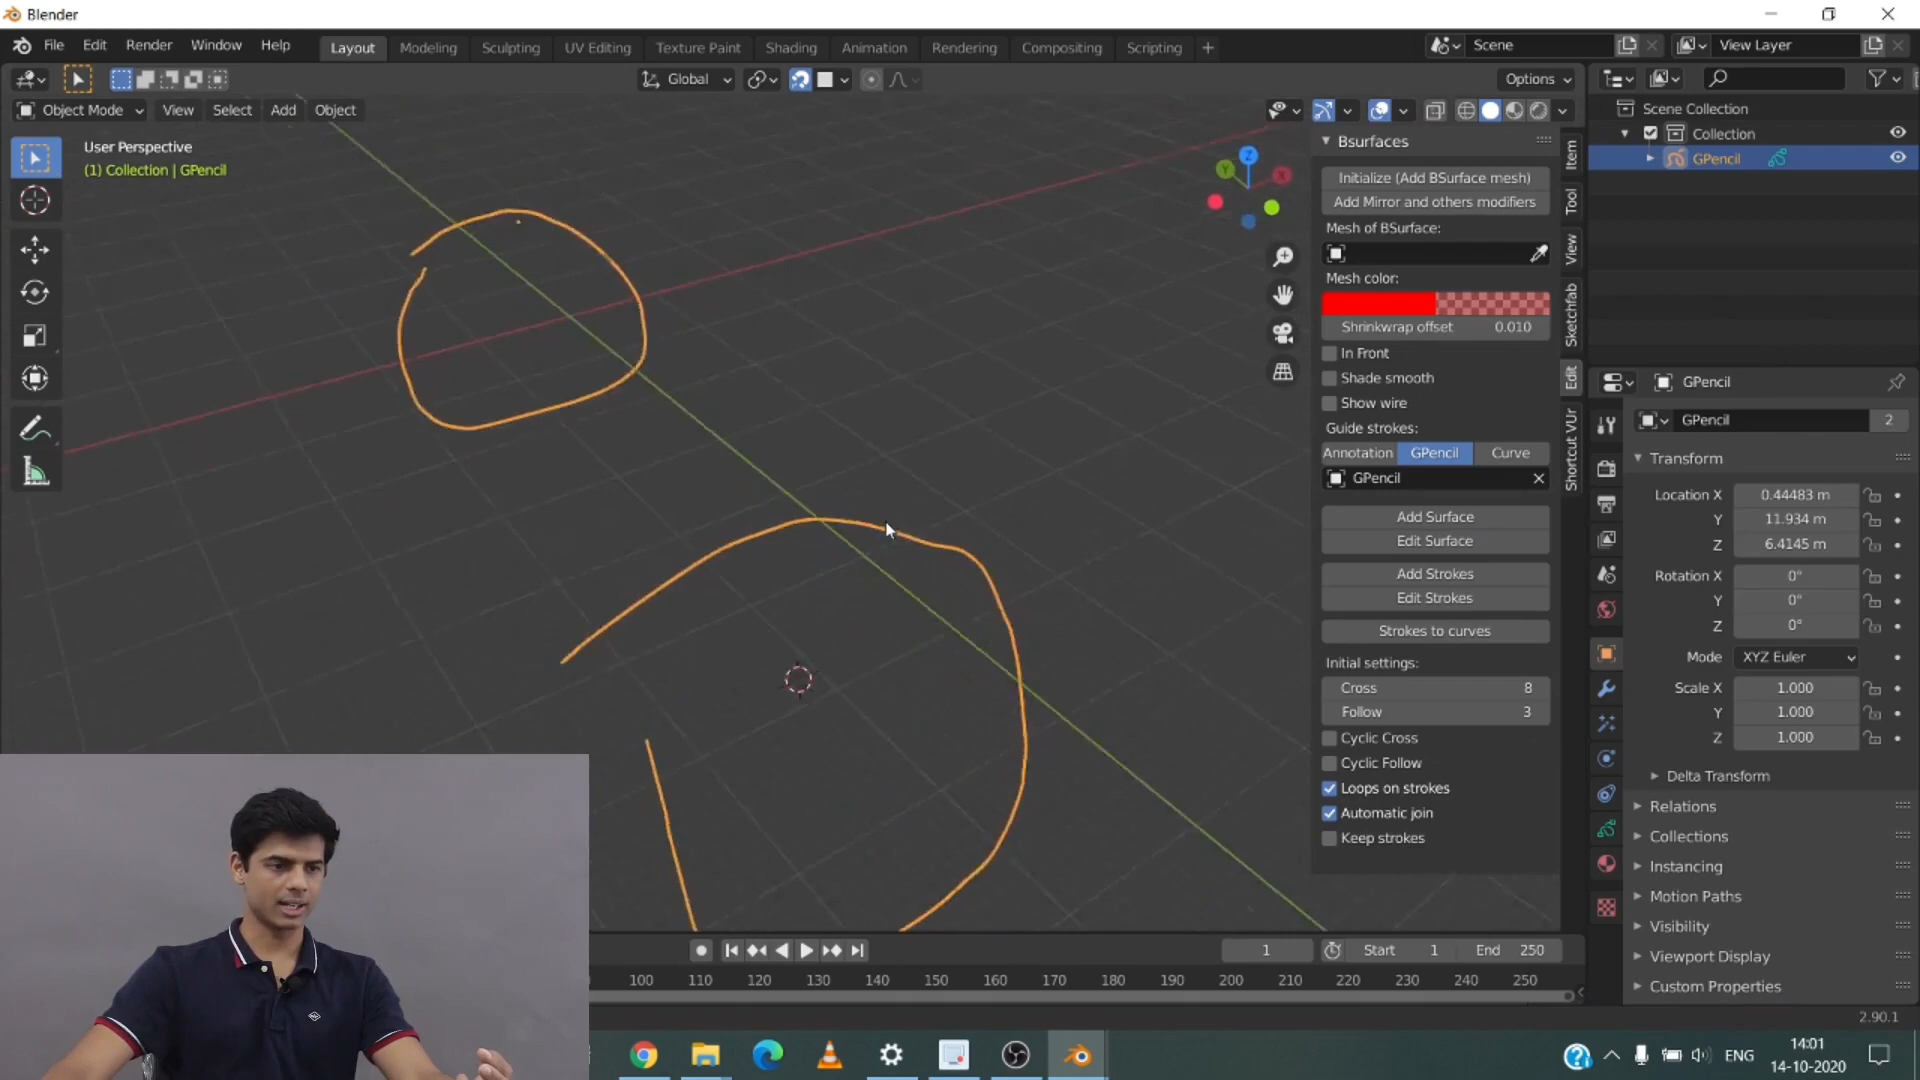 Blender
File Edit Render Window Help Layout Modeling Sculpting UV Editing Texture Paint Shading Animation Rendering Compositing Scripting + Scene View Layer
Global Options
Object Mode View Select Add Object
Scene Collection
Collection
GPencil
User Perspective
(1) Collection | GPencil
Z
Y
X
Bsurfaces
Initialize (Add BSurface mesh)
Add Mirror and others modifiers
Mesh of BSurface:
Mesh color:
Shrinkwrap offset 0.010
In Front
Shade smooth
Show wire
Guide strokes:
Annotation GPencil Curve
GPencil
Add Surface
Edit Surface
Add Strokes
Edit Strokes
Strokes to curves
Initial settings:
Cross 8
Follow 3
Cyclic Cross
Cyclic Follow
Loops on strokes
Automatic join
Keep strokes
Item
Tool
View
Sketchfab
Edit
Shortcut VUr
GPencil
GPencil 2
Transform
Location X 0.44483 m
Y 11.934 m
Z 6.4145 m
Rotation X 0°
Y 0°
Z 0°
Mode XYZ Euler
Scale X 1.000
Y 1.000
Z 1.000
Delta Transform
Relations
Collections
Instancing
Motion Paths
Visibility
Viewport Display
Custom Properties
1 Start 1 End 250
100 110 120 130 140 150 160 170 180 190 200 210 220 230 240 250
2.90.1
ENG
14:01
14-10-2020